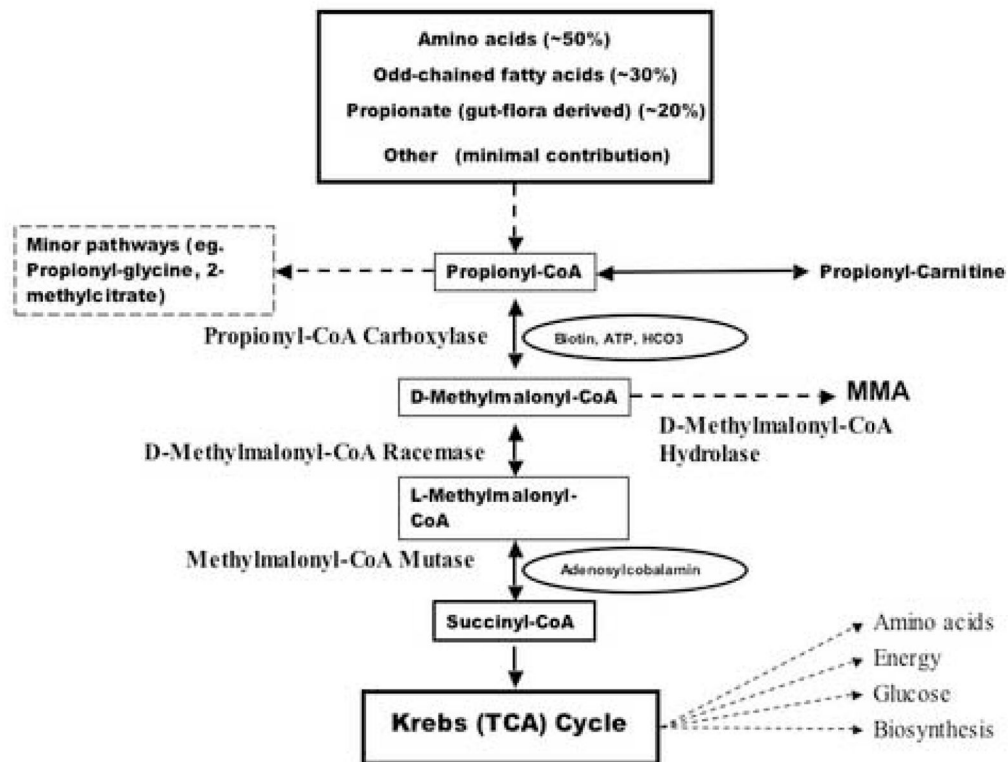 Amino acids (~50%)
Odd-chained fatty acids (~30%)
Propionate (gut-flora derived) (~20%)
Other (minimal contribution)
Minor pathways (eg.
Propionyl-glycine, 2-
methylcitrate)
Propionyl-CoA
Propionyl-Carnitine
Propionyl-CoA Carboxylase
Biotin, ATP, HCO3
D-Methylmalonyl-CoA
MMA
D-Methylmalonyl-CoA
Hydrolase
D-Methylmalonyl-CoA Racemase
L-Methylmalonyl-
CoA
Methylmalonyl-CoA Mutase
Adenosylcobalamin
Succinyl-CoA
Krebs (TCA) Cycle
Amino acids
Energy
Glucose
Biosynthesis